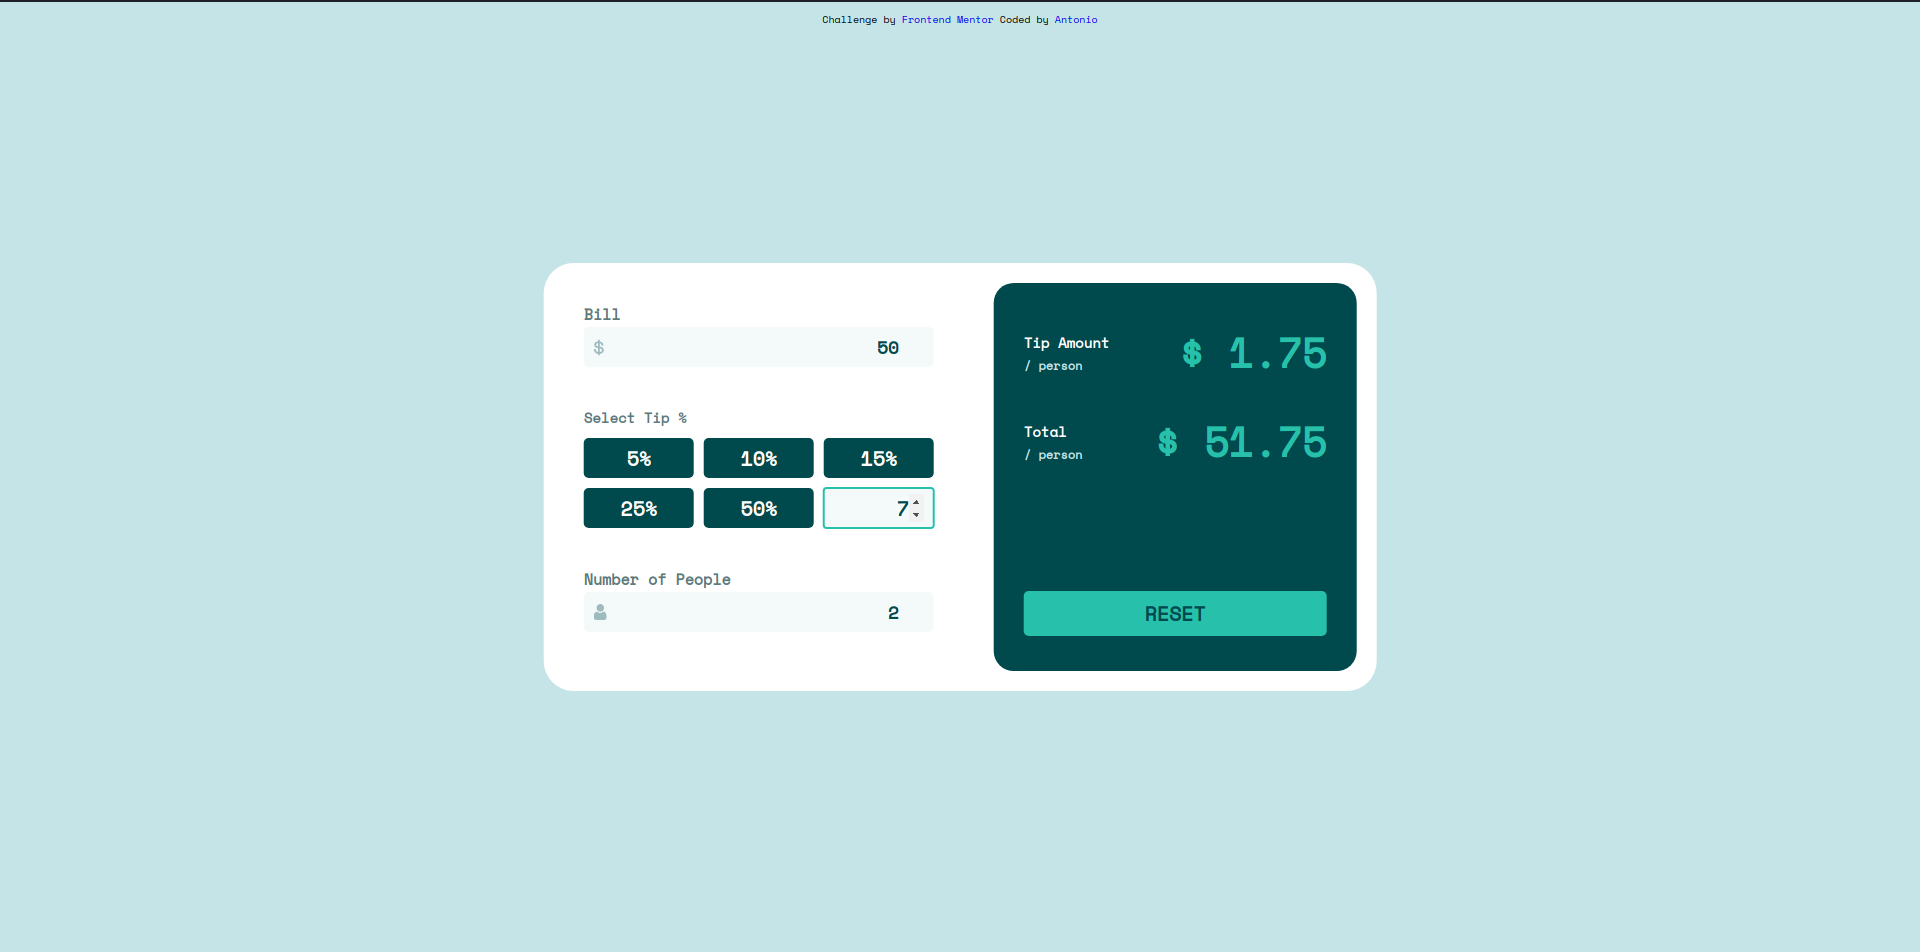 Challenge by Frontend Mentor Coded by Antonio
Bill
$ 50
Select Tip %
5% 10% 15%
25% 50% 7
Number of People
2
Tip Amount
/ person
$ 1.75
Total
/ person
$ 51.75
RESET